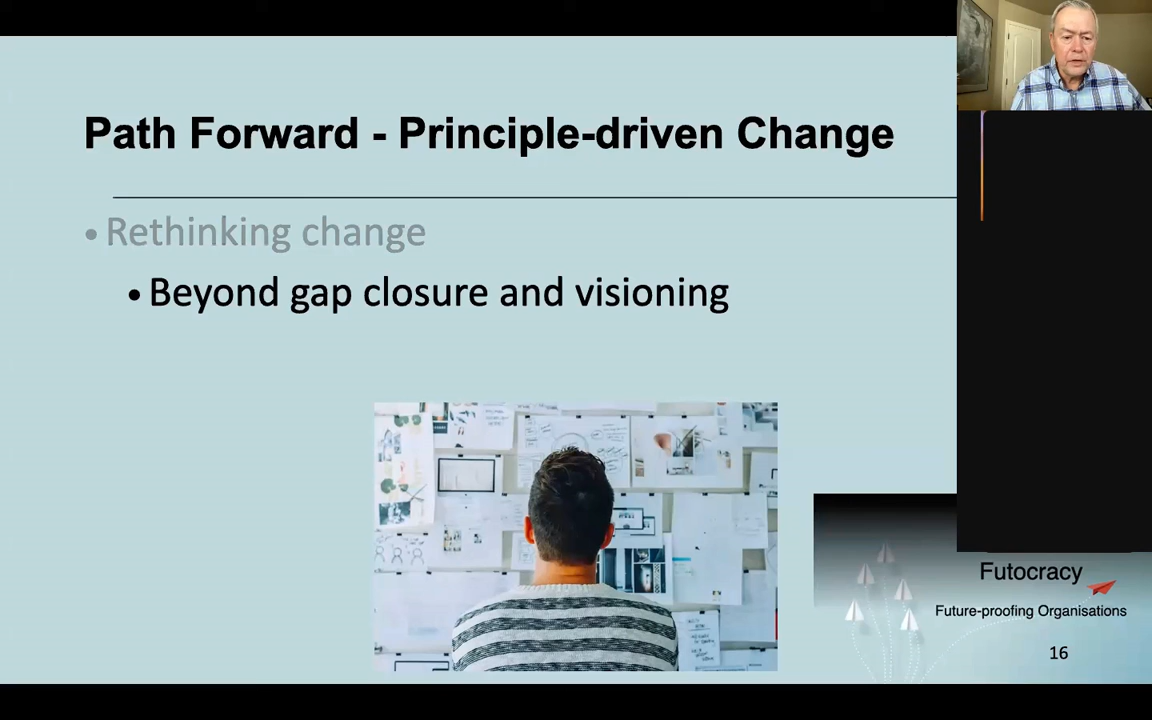 Path Forward - Principle-driven Change
• Rethinking change
• Beyond gap closure and visioning
Futocracy
Future-proofing Organisations
16